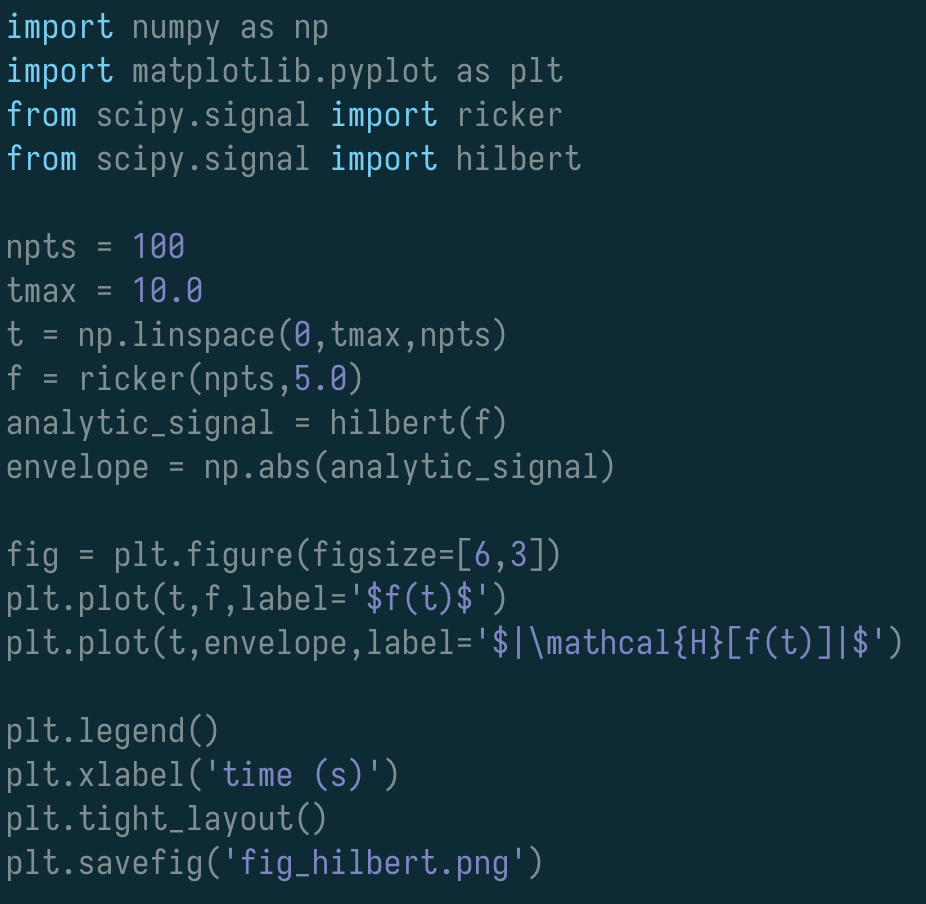 import numpy as np
import matplotlib.pyplot as plt
from scipy.signal import ricker
from scipy.signal import hilbert

npts = 100
tmax = 10.0
t = np.linspace(0,tmax,npts)
f = ricker(npts,5.0)
analytic_signal = hilbert(f)
envelope = np.abs(analytic_signal)

fig = plt.figure(figsize=[6,3])
plt.plot(t,f,label='$f(t)$')
plt.plot(t,envelope,label='$|\mathcal{H}[f(t)]|$')

plt.legend()
plt.xlabel('time (s)')
plt.tight_layout()
plt.savefig('fig_hilbert.png')